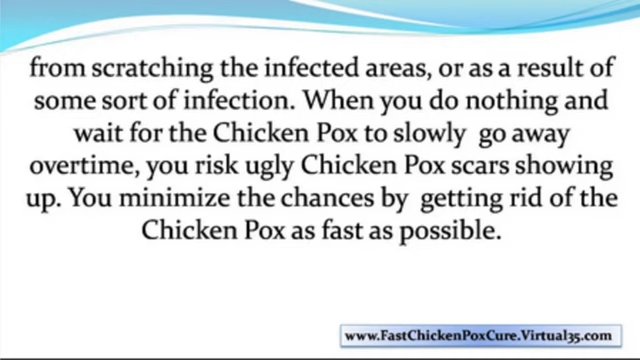 from scratching the infected areas, or as a result of
some sort of infection. When you do nothing and
wait for the Chicken Pox to slowly go away
overtime, you risk ugly Chicken Pox scars showing
up. You minimize the chances by getting rid of the
Chicken Pox as fast as possible.
www.FastChickenPoxCure.Virtual35.com